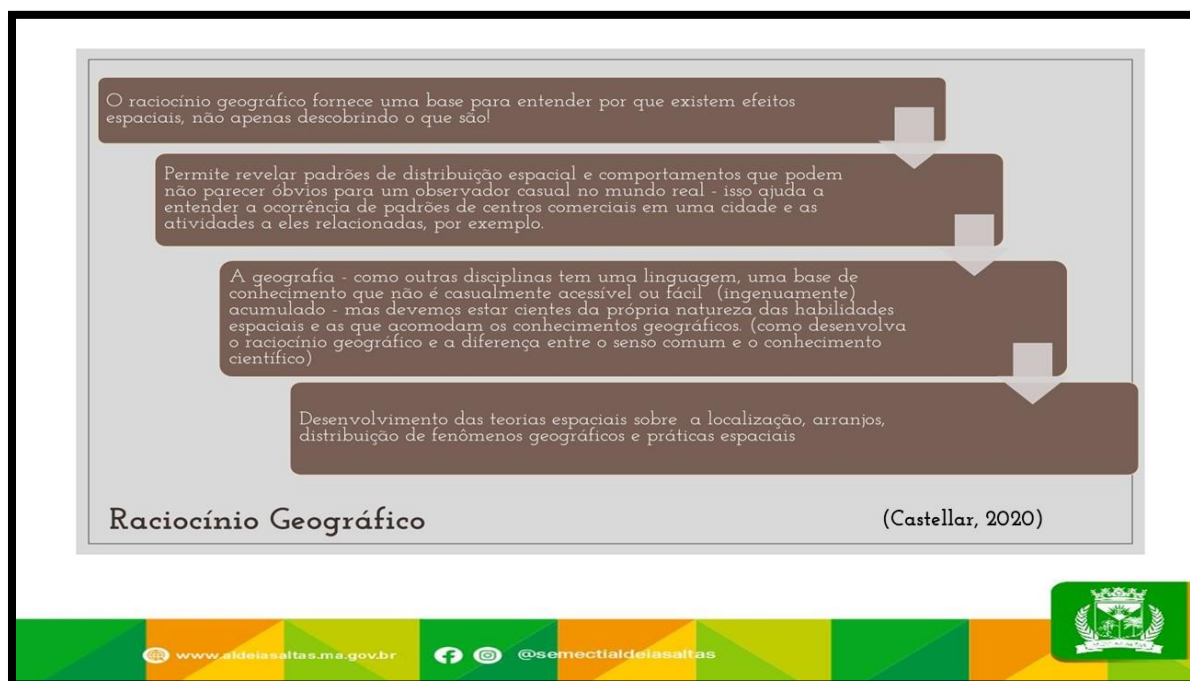 O raciocínio geográfico fornece uma base para entender por que existem efeitos
espaciais, não apenas descobrindo o que são!
Permite revelar padrões de distribuição espacial e comportamentos que podem
não parecer óbvios para um observador casual no mundo real - isso ajuda a
entender a ocorrência de padrões de centros comerciais em uma cidade e as
atividades a eles relacionadas, por exemplo.
A geografia - como outras disciplinas tem uma linguagem, uma base de
conhecimento que não é casualmente acessível ou fácil (ingenuamente)
acumulado - mas devemos estar cientes da própria natureza das habilidades
espaciais e as que acomodam os conhecimentos geográficos. (como desenvolva
o raciocínio geográfico e a diferença entre o senso comum e o conhecimento
científico)
Desenvolvimento das teorias espaciais sobre a localização, arranjos,
distribuição de fenômenos geográficos e práticas espaciais
Raciocínio Geográfico
(Castellar, 2020)
www.aldeiasaltas.ma.gov.br
@semectialdeiasaltas